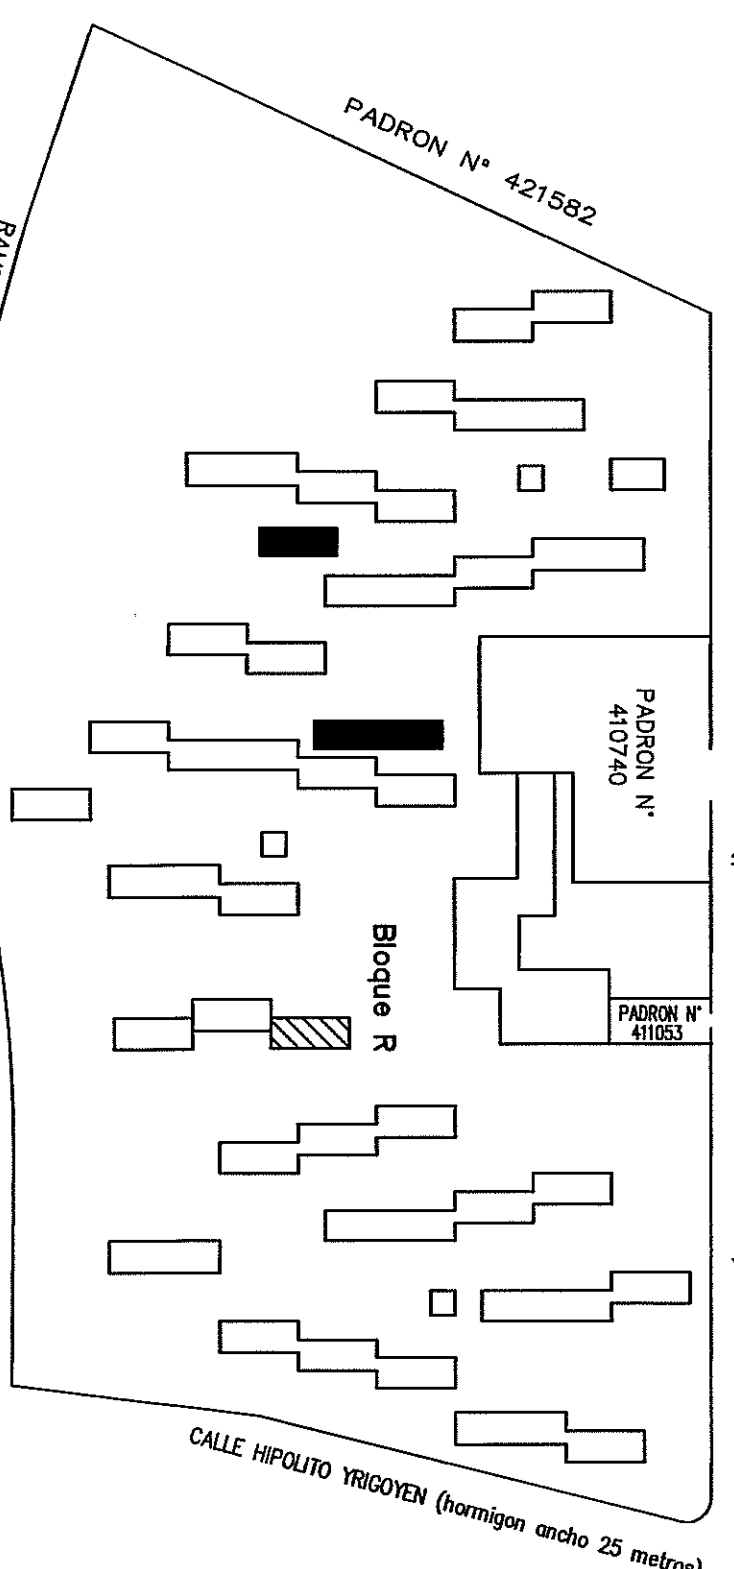 PADRON N° 421582
PADRON N°
410740
Bloque R
PADRON N°
411053
CALLE HIPOLITO YRIGOYEN (hormigon ancho 25 metros)